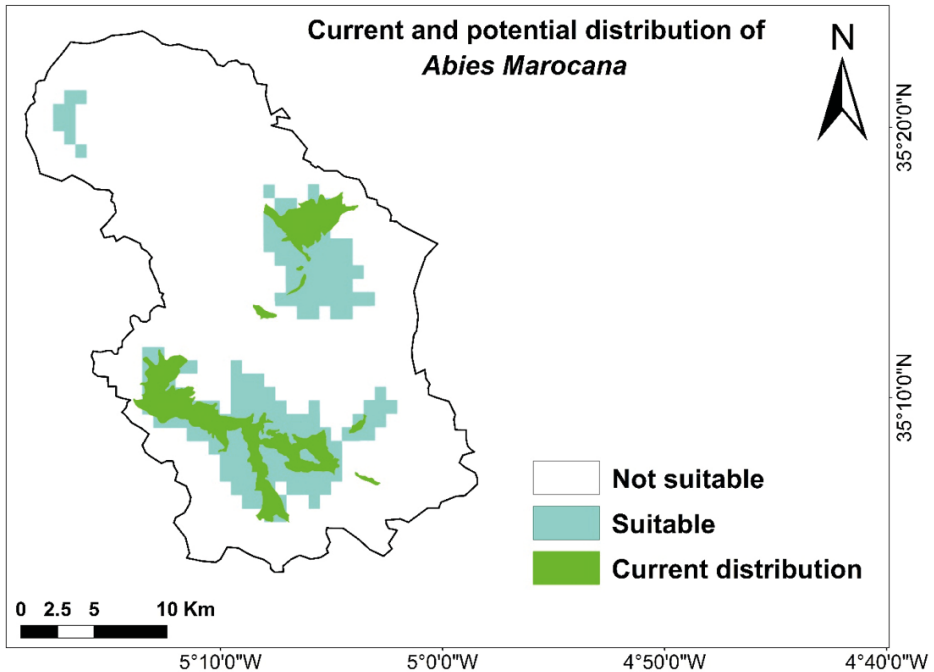 Current and potential distribution of
Abies Marocana
N
35°20'0"N
35°10'0"N
Not suitable
Suitable
Current distribution
0 2.5 5 10 Km
5°10'0"W 5°0'0"W 4°50'0"W 4°40'0"W